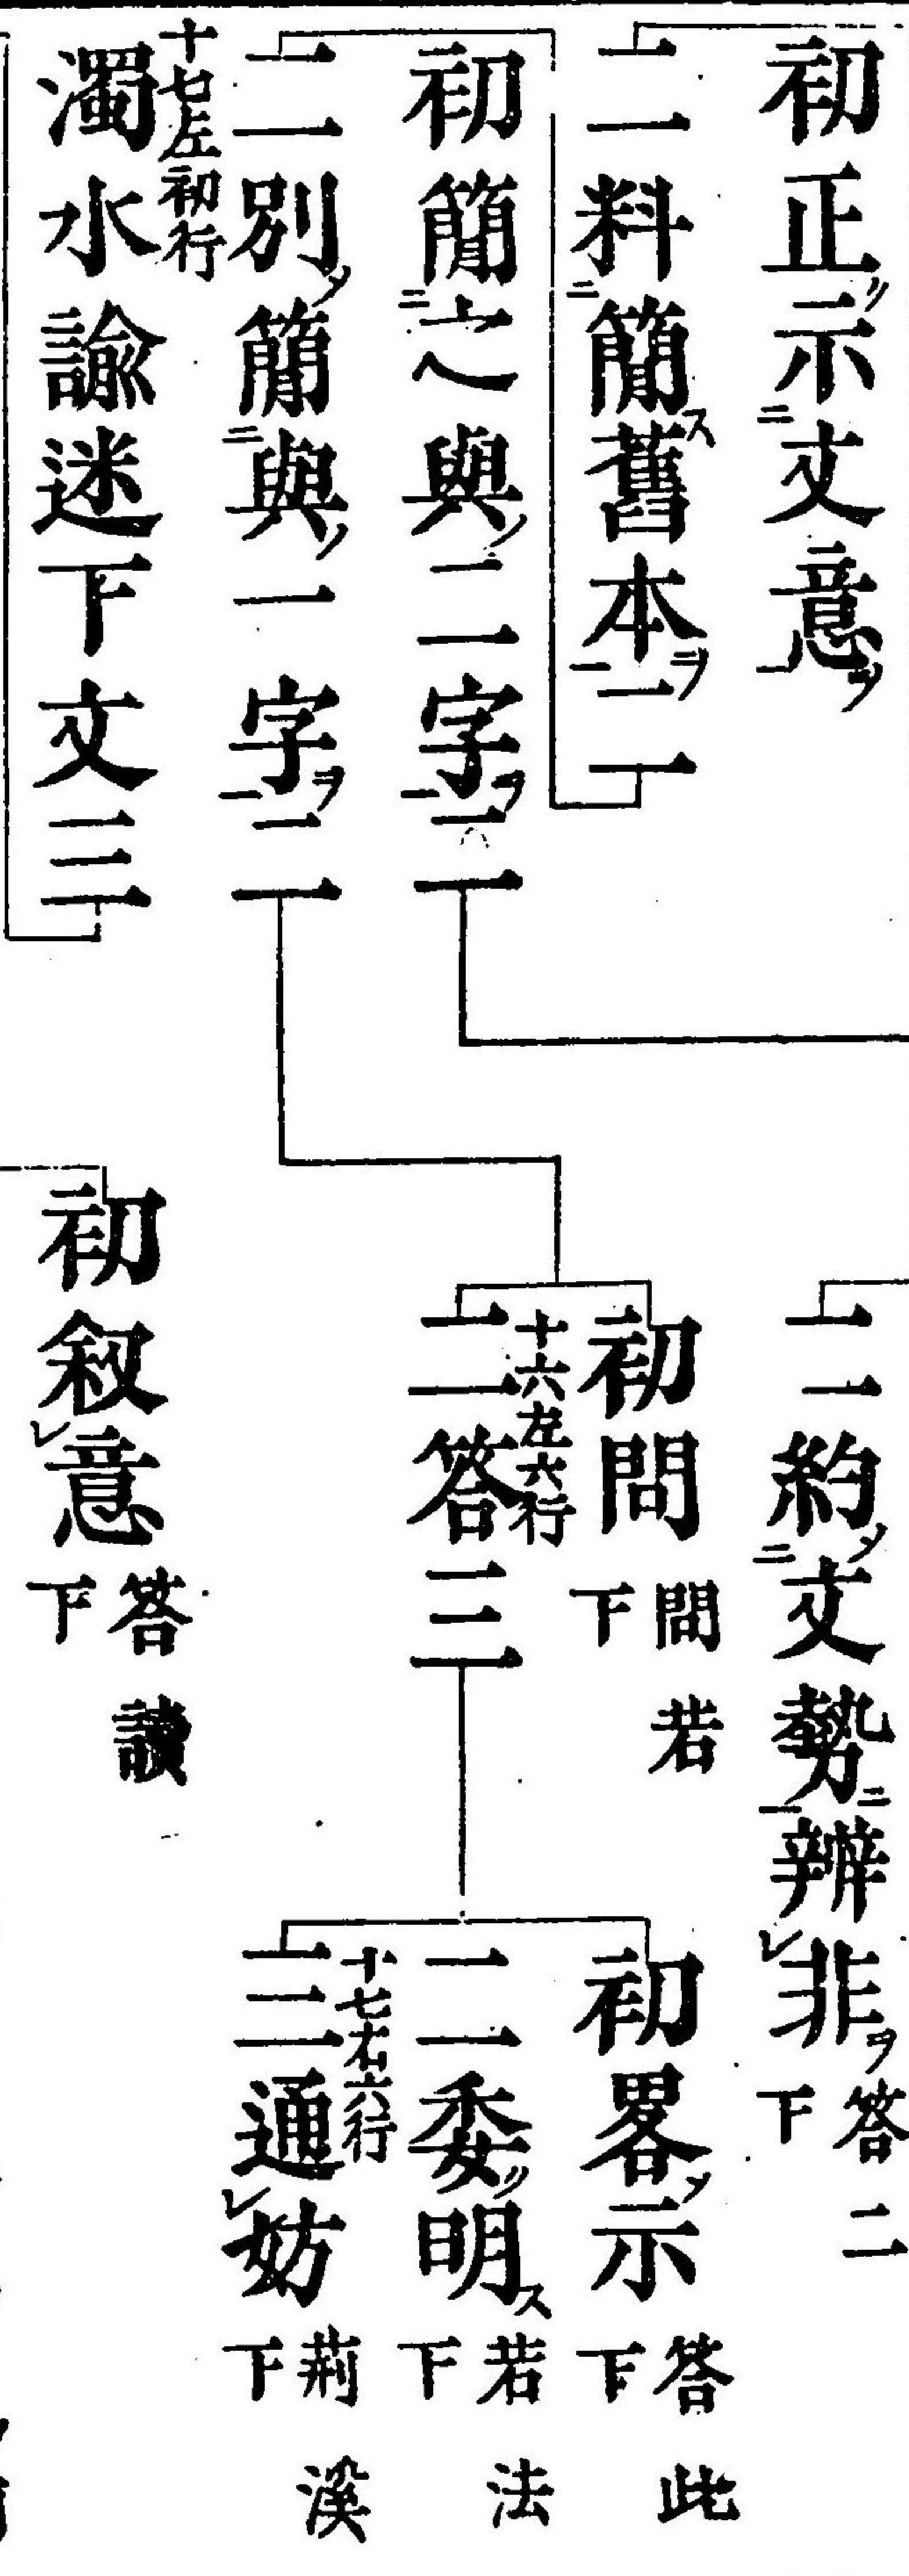 初正示文意
二料簡舊本二
初簡之與二字二
二別簡與一字二
十七左初行
濁水諭迷下文三
二約文勢辨非
答二
下
初問
問若
下
十六左六行
二答三
初畧示
答此
下
二委明
若法
下
十七右六行
三通妨
荊溪
下
初叙意
答讀
下